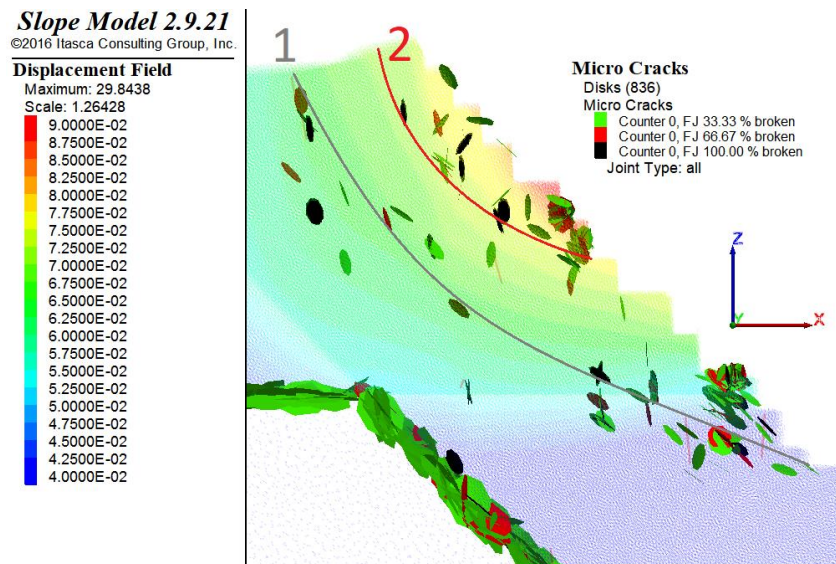 Slope Model 2.9.21
©2016 Itasca Consulting Group, Inc.
Displacement Field
Maximum: 29.8438
Scale: 1.26428
9.0000E-02
8.7500E-02
8.5000E-02
8.2500E-02
8.0000E-02
7.7500E-02
7.5000E-02
7.2500E-02
7.0000E-02
6.7500E-02
6.5000E-02
6.2500E-02
6.0000E-02
5.7500E-02
5.5000E-02
5.2500E-02
5.0000E-02
4.7500E-02
4.5000E-02
4.2500E-02
4.0000E-02
1
2
Micro Cracks
Disks (836)
Micro Cracks
Counter 0, FJ 33.33 % broken
Counter 0, FJ 66.67 % broken
Counter 0, FJ 100.00 % broken
Joint Type: all
Z
Y
X